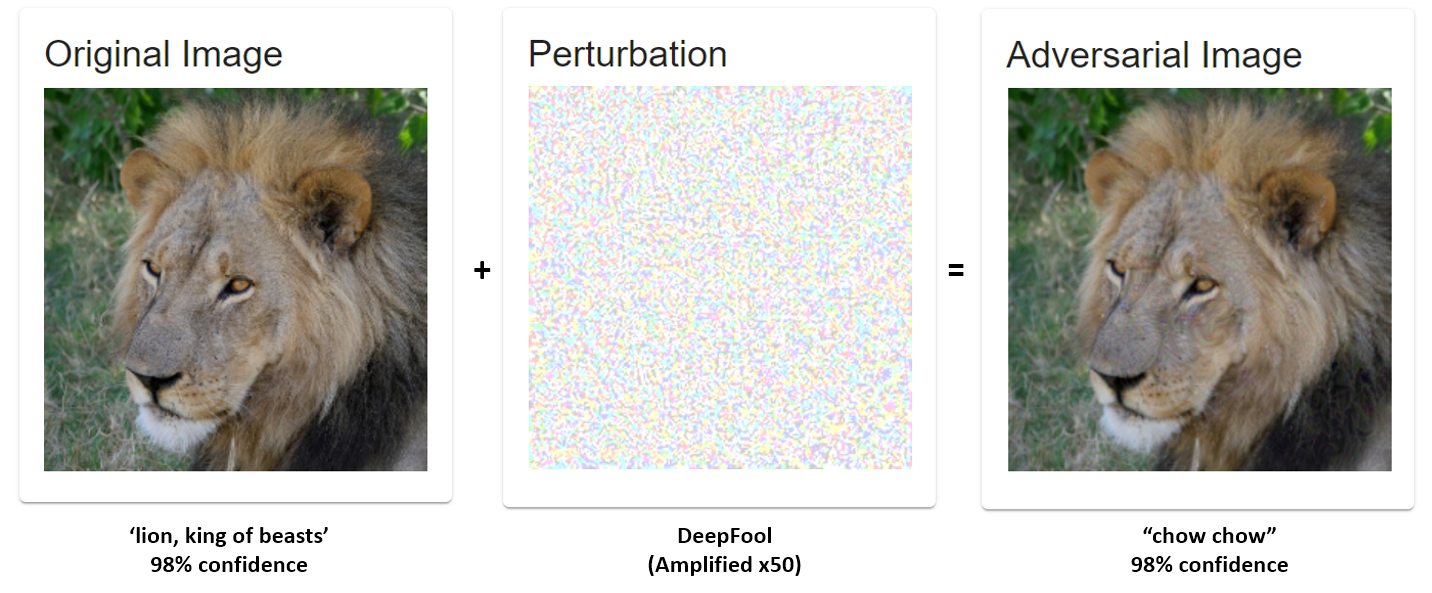 Original Image
Perturbation
Adversarial Image
+
=
‘lion, king of beasts’
98% confidence
DeepFool
(Amplified x50)
“chow chow”
98% confidence